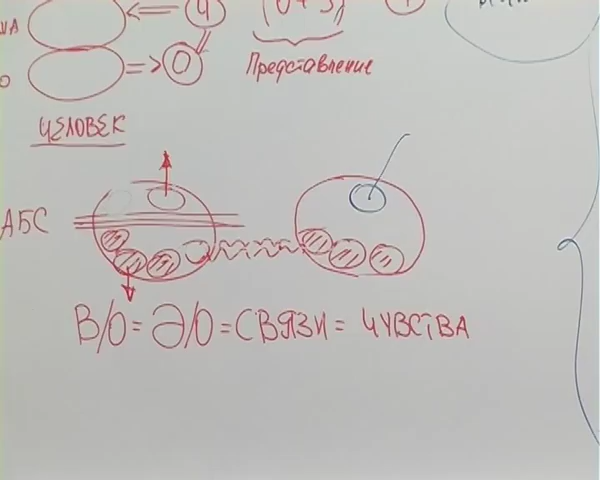 Ч
О
Представление
ЧЕЛОВЕК
АБС
В/О = Э/О = СВЯЗИ = ЧУВСТВА